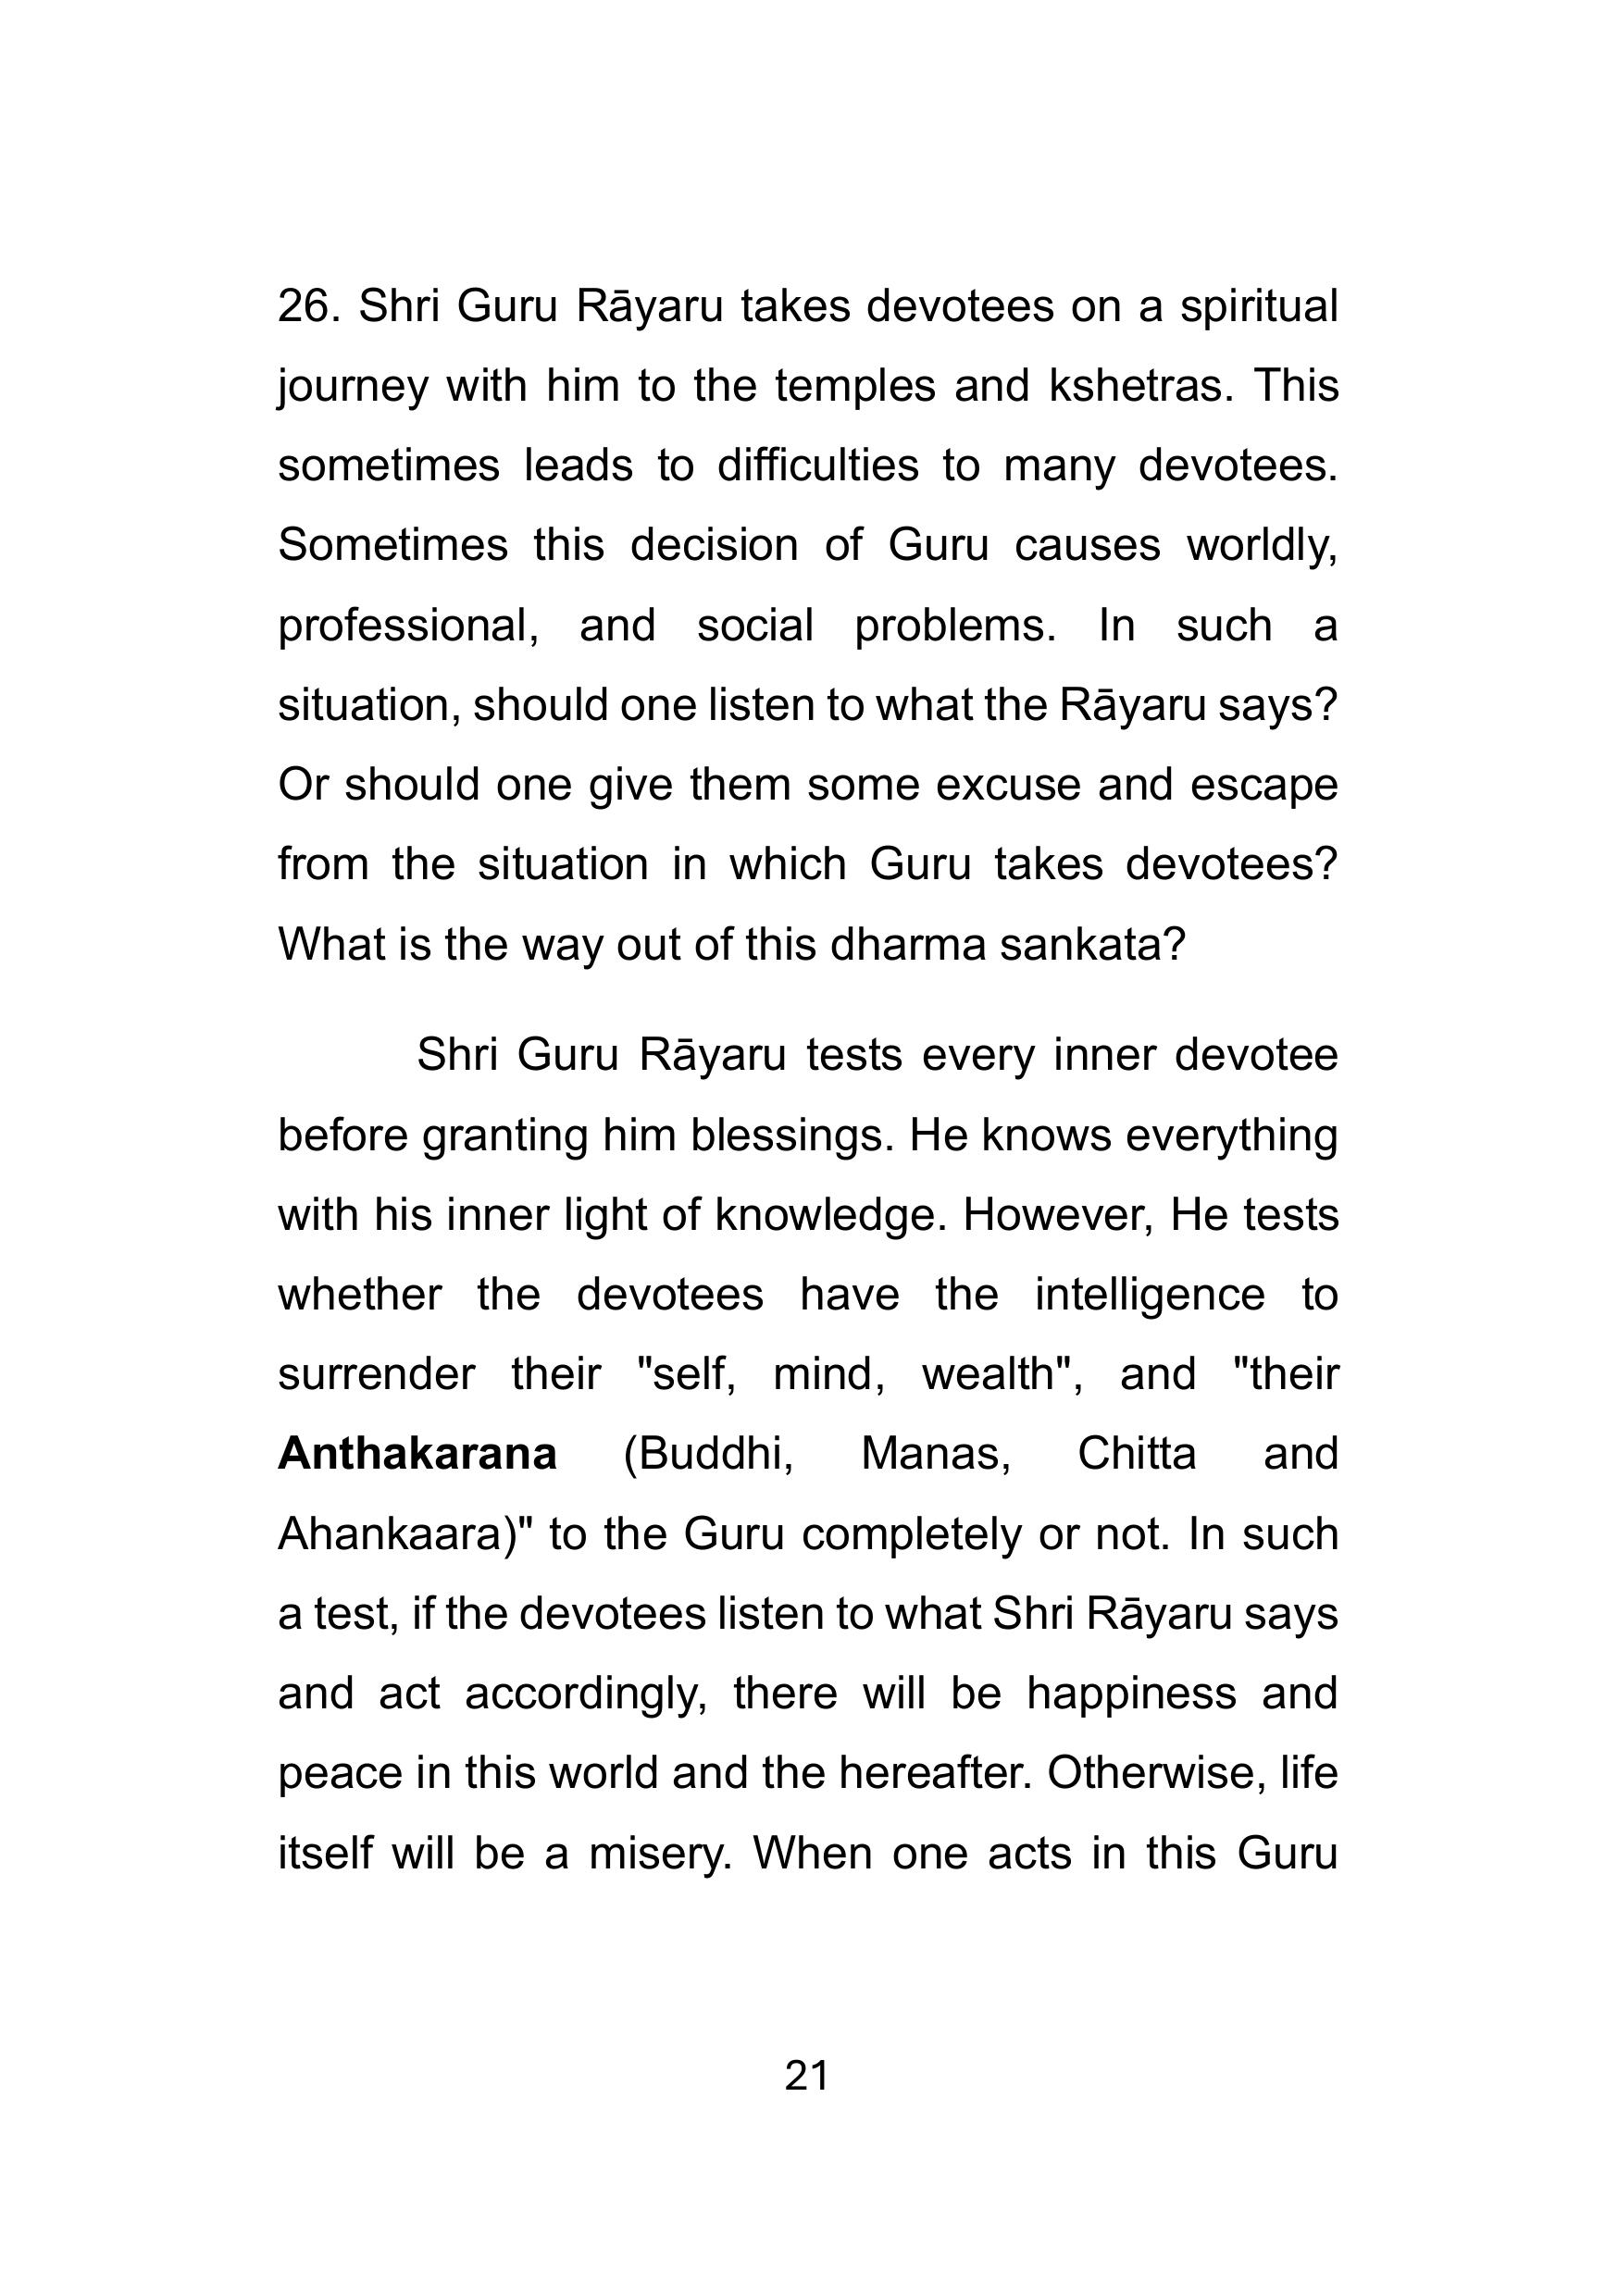 26. Shri Guru Rāyaru takes devotees on a spiritual
journey with him to the temples and kshetras. This
sometimes leads to difficulties to many devotees.
Sometimes this decision of Guru causes worldly,
professional, and social problems. In such a
situation, should one listen to what the Rāyaru says?
Or should one give them some excuse and escape
from the situation in which Guru takes devotees?
What is the way out of this dharma sankata?
Shri Guru Rāyaru tests every inner devotee
before granting him blessings. He knows everything
with his inner light of knowledge. However, He tests
whether the devotees have the intelligence to
surrender their "self, mind, wealth", and "their
Anthakarana (Buddhi, Manas, Chitta and
Ahankaara)" to the Guru completely or not. In such
a test, if the devotees listen to what Shri Rāyaru says
and act accordingly, there will be happiness and
peace in this world and the hereafter. Otherwise, life
itself will be a misery. When one acts in this Guru
21